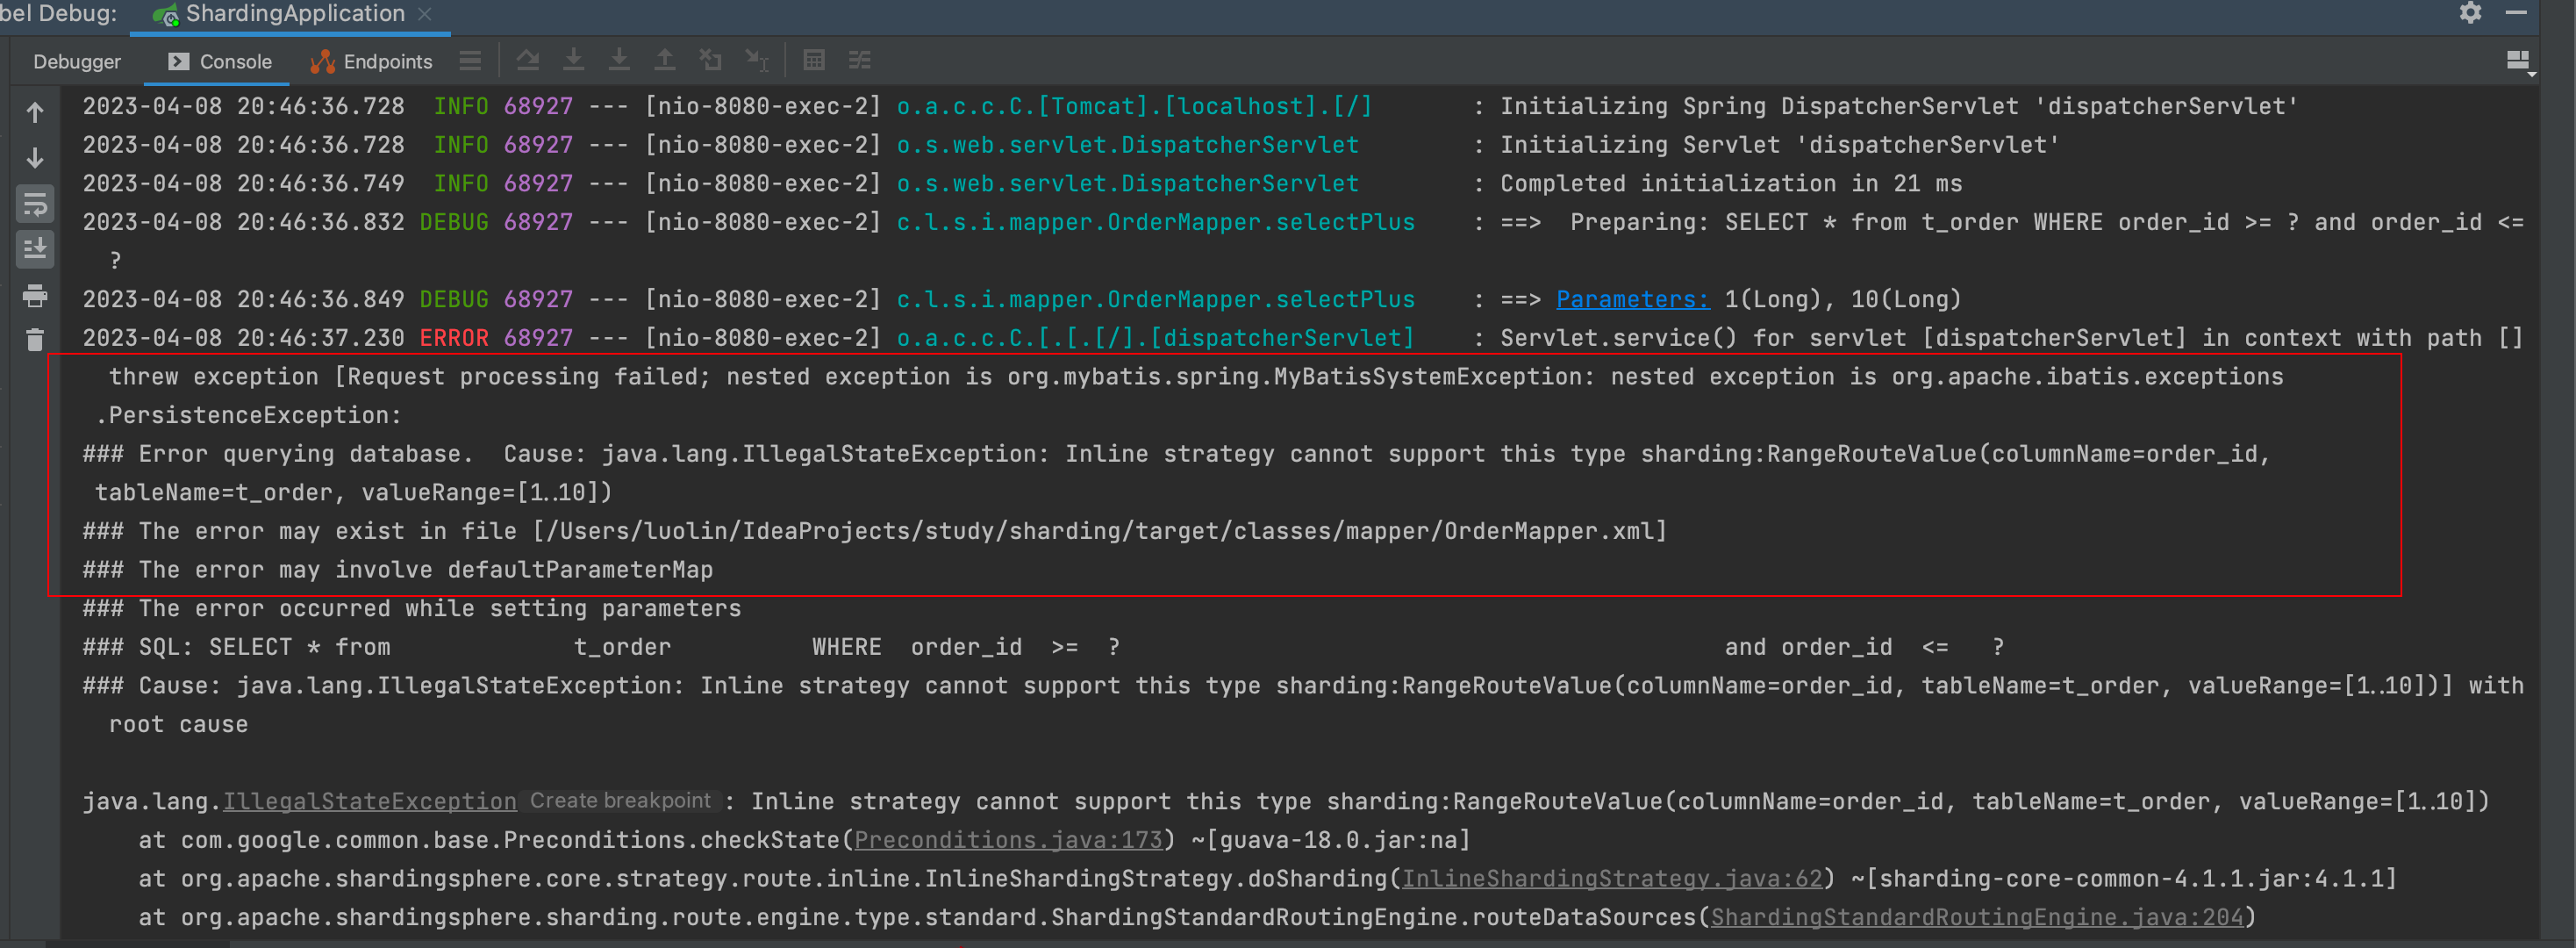 bel Debug: ShardingApplication
Debugger Console Endpoints
2023-04-08 20:46:36.728  INFO 68927 --- [nio-8080-exec-2] o.a.c.c.C.[Tomcat].[localhost].[/]       : Initializing Spring DispatcherServlet 'dispatcherServlet'
2023-04-08 20:46:36.728  INFO 68927 --- [nio-8080-exec-2] o.s.web.servlet.DispatcherServlet        : Initializing Servlet 'dispatcherServlet'
2023-04-08 20:46:36.749  INFO 68927 --- [nio-8080-exec-2] o.s.web.servlet.DispatcherServlet        : Completed initialization in 21 ms
2023-04-08 20:46:36.832 DEBUG 68927 --- [nio-8080-exec-2] c.l.s.i.mapper.OrderMapper.selectPlus    : ==>  Preparing: SELECT * from t_order WHERE order_id >= ? and order_id <=
?
2023-04-08 20:46:36.849 DEBUG 68927 --- [nio-8080-exec-2] c.l.s.i.mapper.OrderMapper.selectPlus    : ==> Parameters: 1(Long), 10(Long)
2023-04-08 20:46:37.230 ERROR 68927 --- [nio-8080-exec-2] o.a.c.c.C.[.[.[/].[dispatcherServlet]    : Servlet.service() for servlet [dispatcherServlet] in context with path []
threw exception [Request processing failed; nested exception is org.mybatis.spring.MyBatisSystemException: nested exception is org.apache.ibatis.exceptions
.PersistenceException:
### Error querying database.  Cause: java.lang.IllegalStateException: Inline strategy cannot support this type sharding:RangeRouteValue(columnName=order_id,
tableName=t_order, valueRange=[1..10])
### The error may exist in file [/Users/luolin/IdeaProjects/study/sharding/target/classes/mapper/OrderMapper.xml]
### The error may involve defaultParameterMap
### The error occurred while setting parameters
### SQL: SELECT * from             t_order          WHERE  order_id  >=  ?                                           and order_id  <=   ?
### Cause: java.lang.IllegalStateException: Inline strategy cannot support this type sharding:RangeRouteValue(columnName=order_id, tableName=t_order, valueRange=[1..10])] with
root cause
java.lang.IllegalStateException Create breakpoint : Inline strategy cannot support this type sharding:RangeRouteValue(columnName=order_id, tableName=t_order, valueRange=[1..10])
at com.google.common.base.Preconditions.checkState(Preconditions.java:173) ~[guava-18.0.jar:na]
at org.apache.shardingsphere.core.strategy.route.inline.InlineShardingStrategy.doSharding(InlineShardingStrategy.java:62) ~[sharding-core-common-4.1.1.jar:4.1.1]
at org.apache.shardingsphere.sharding.route.engine.type.standard.ShardingStandardRoutingEngine.routeDataSources(ShardingStandardRoutingEngine.java:204)